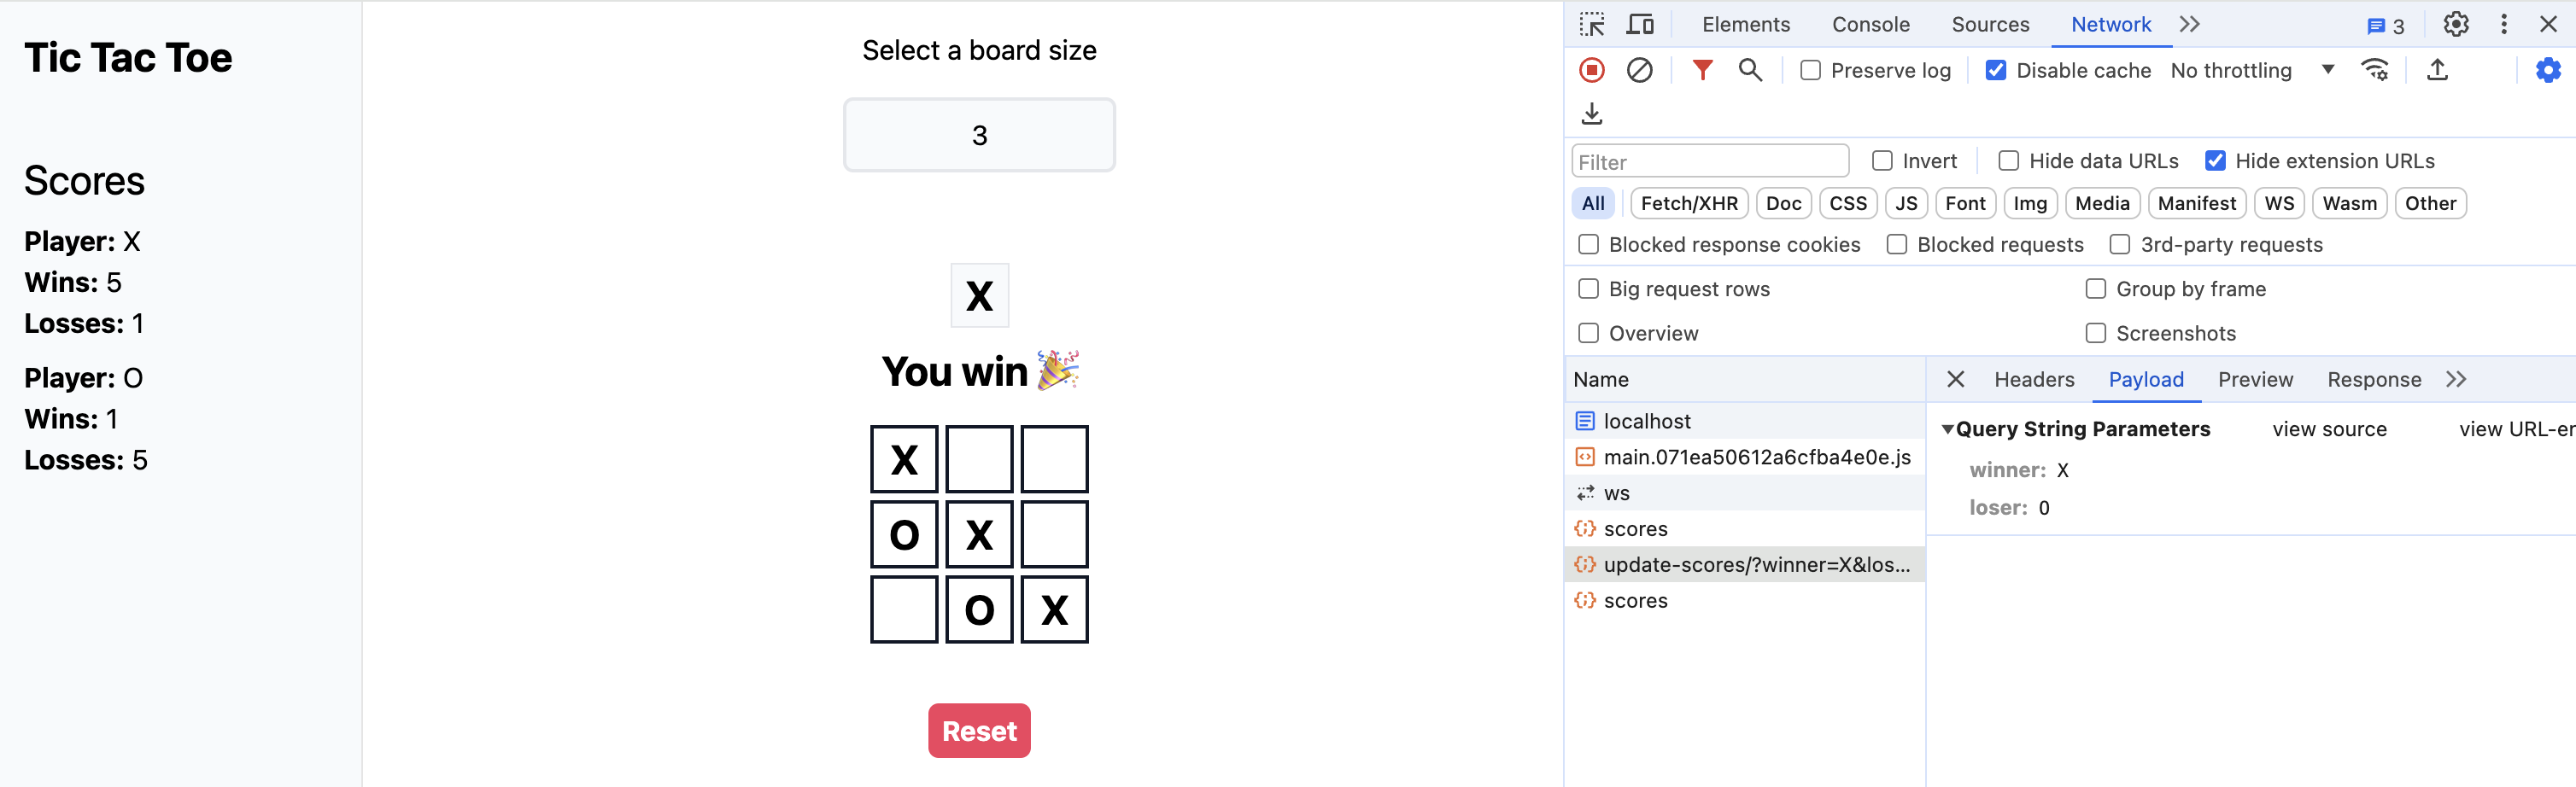 Tic Tac Toe
Scores
Player: X
Wins: 5
Losses: 1
Player: O
Wins: 1
Losses: 5
Select a board size
3
X
You win 🎉
X
O X
O X
Reset
Elements Console Sources Network 3
Preserve log Disable cache No throttling
Filter Invert Hide data URLs Hide extension URLs
All Fetch/XHR Doc CSS JS Font Img Media Manifest WS Wasm Other
Blocked response cookies Blocked requests 3rd-party requests
Big request rows Group by frame
Overview Screenshots
Name
localhost
main.071ea50612a6cfba4e0e.js
ws
scores
update-scores/?winner=X&los...
scores
Headers Payload Preview Response
Query String Parameters view source view URL-er
winner: X
loser: O